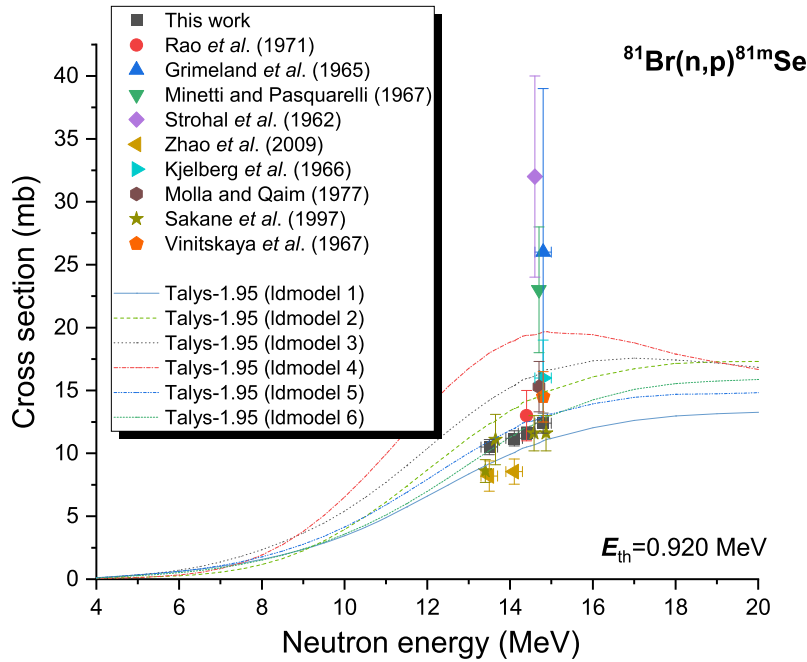 This work
Rao et al. (1971)
Grimeland et al. (1965)
Minetti and Pasquarelli (1967)
Strohal et al. (1962)
Zhao et al. (2009)
Kjelberg et al. (1966)
Molla and Qaim (1977)
Sakane et al. (1997)
Vinitskaya et al. (1967)
Talys-1.95 (ldmodel 1)
Talys-1.95 (ldmodel 2)
Talys-1.95 (ldmodel 3)
Talys-1.95 (ldmodel 4)
Talys-1.95 (ldmodel 5)
Talys-1.95 (ldmodel 6)
⁸¹Br(n,p)⁸¹ᵐSe
Eth=0.920 MeV
Cross section (mb)
40
35
30
25
20
15
10
5
0
4 6 8 10 12 14 16 18 20
Neutron energy (MeV)